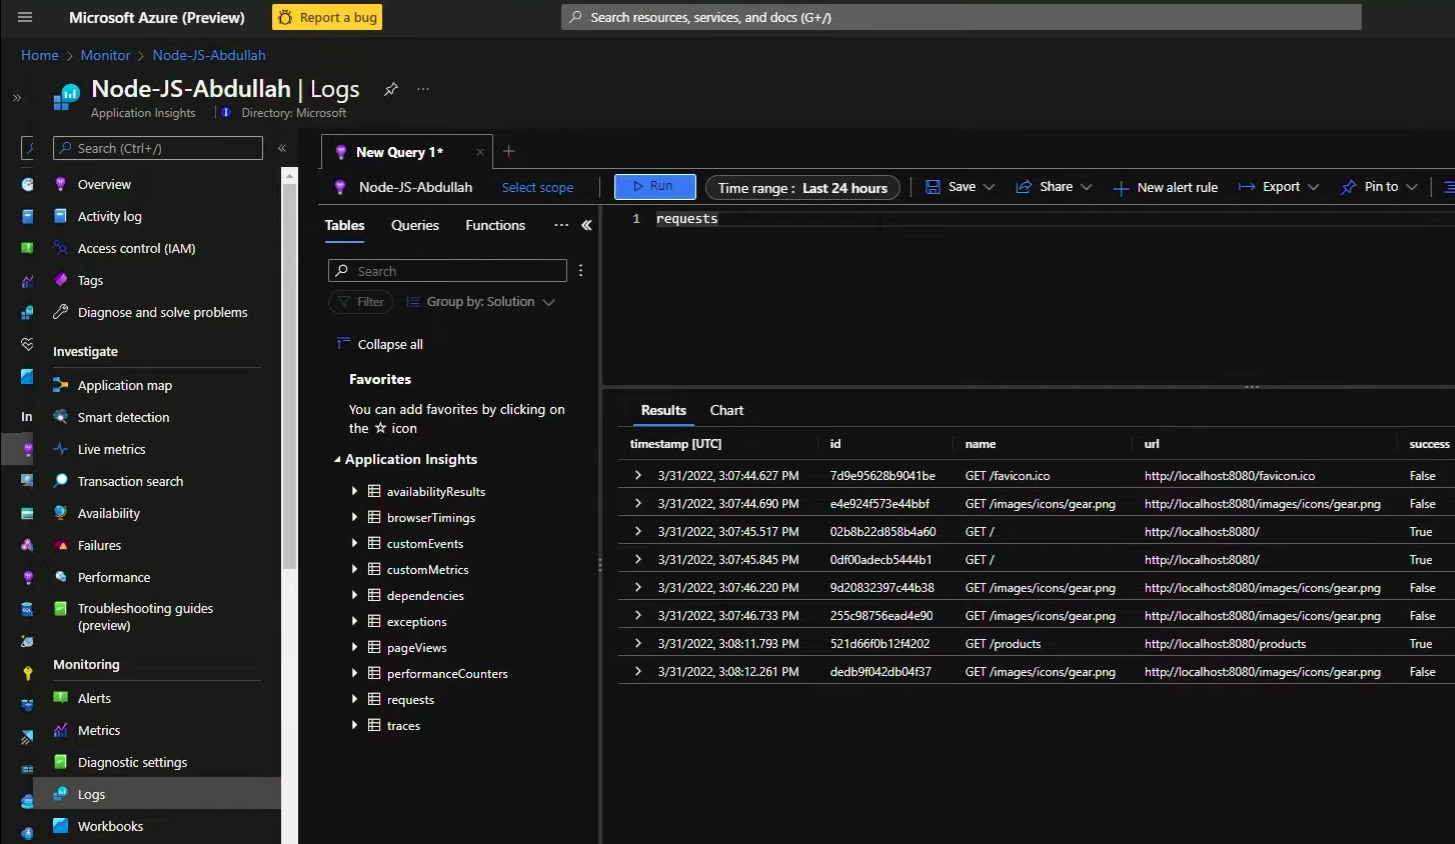 Microsoft Azure (Preview)
Report a bug
Search resources, services, and docs (G+/)
Home > Monitor > Node-JS-Abdullah
Node-JS-Abdullah | Logs
Application Insights
Directory: Microsoft
Search (Ctrl+/)
Overview
Activity log
Access control (IAM)
Tags
Diagnose and solve problems
Investigate
Application map
Smart detection
Live metrics
Transaction search
Availability
Failures
Performance
Troubleshooting guides
(preview)
Monitoring
Alerts
Metrics
Diagnostic settings
Logs
Workbooks
In
New Query 1*
Node-JS-Abdullah
Select scope
Run
Time range : Last 24 hours
Save
Share
New alert rule
Export
Pin to
Tables Queries Functions
Search
Filter
Group by: Solution
Collapse all
Favorites
You can add favorites by clicking on
the ☆ icon
Application Insights
availabilityResults
browserTimings
customEvents
customMetrics
dependencies
exceptions
pageViews
performanceCounters
requests
traces
1 requests
Results Chart
timestamp [UTC] id name url success
3/31/2022, 3:07:44.627 PM 7d9e95628b9041be GET /favicon.ico http://localhost:8080/favicon.ico False
3/31/2022, 3:07:44.690 PM e4e924f573e44bbf GET /images/icons/gear.png http://localhost:8080/images/icons/gear.png False
3/31/2022, 3:07:45.517 PM 02b8b22d858b4a60 GET / http://localhost:8080/ True
3/31/2022, 3:07:45.845 PM 0df00adecb5444b1 GET / http://localhost:8080/ True
3/31/2022, 3:07:46.220 PM 9d20832397c44b38 GET /images/icons/gear.png http://localhost:8080/images/icons/gear.png False
3/31/2022, 3:07:46.733 PM 255c98756ead4e90 GET /images/icons/gear.png http://localhost:8080/images/icons/gear.png False
3/31/2022, 3:08:11.793 PM 521d66f0b12f4202 GET /products http://localhost:8080/products True
3/31/2022, 3:08:12.261 PM dedb9f042db04f37 GET /images/icons/gear.png http://localhost:8080/images/icons/gear.png False